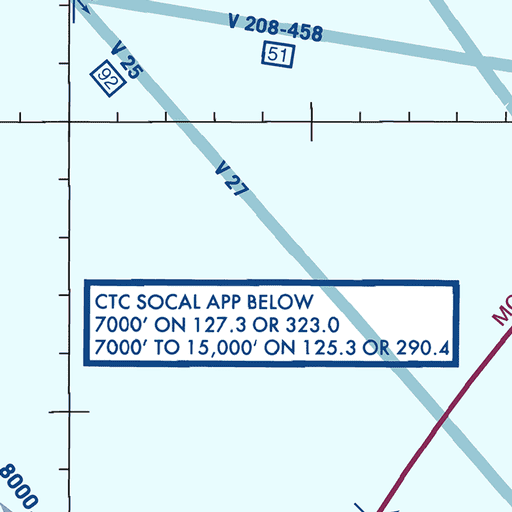 V 208-458
51
V 25
92
V 27
CTC SOCAL APP BELOW
7000' ON 127.3 OR 323.0
7000' TO 15,000' ON 125.3 OR 290.4
MO
8000